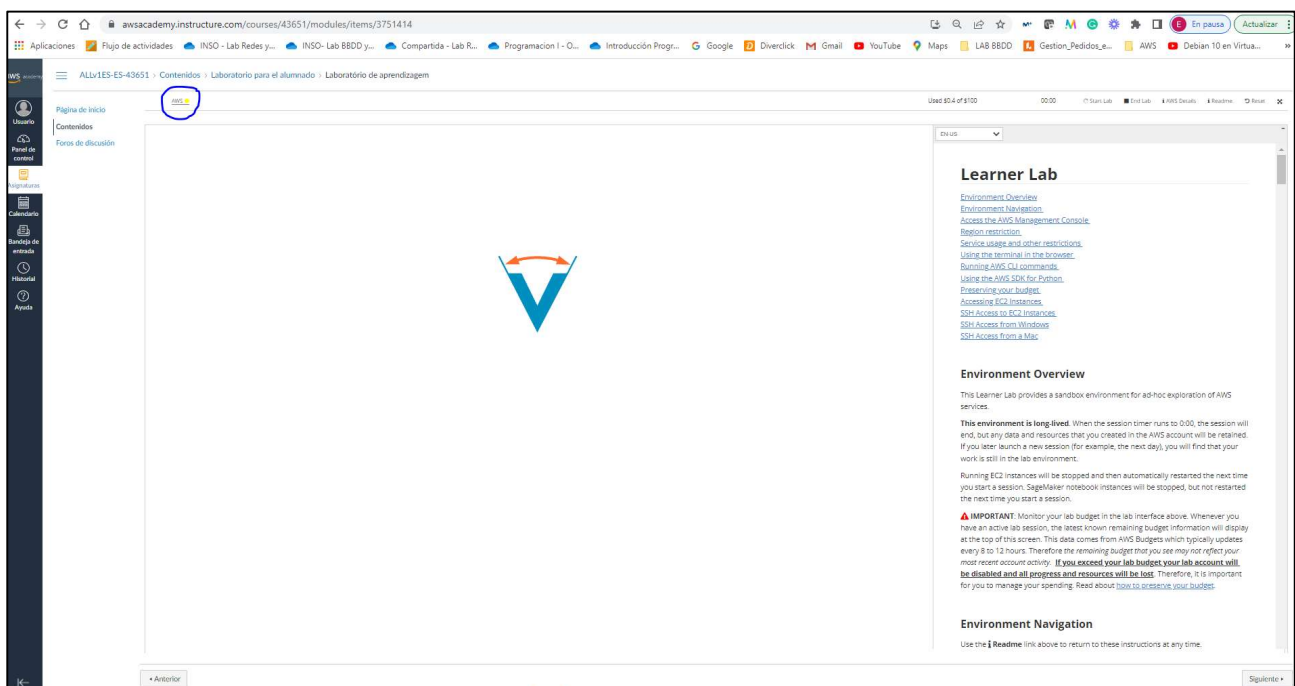 awsacademy.instructure.com/courses/43651/modules/items/3751414
E En pausa
Actualizar
Aplicaciones Flujo de actividades INSO - Lab Redes y... INSO- Lab BBDD y... Compartida - Lab R... Programacion I - O... Introducción Progr... Google Diverclick Gmail YouTube Maps LAB BBDD Gestion_Pedidos_e... AWS Debian 10 en Virtua... »
ALLv1ES-ES-43651 > Contenidos > Laboratorio para el alumnado > Laboratório de aprendizagem
Usuario
Panel de
control
Asignaturas
Calendario
Bandeja de
entrada
Historial
Ayuda
Página de inicio
Contenidos
Foros de discusión
AWS
Used $0.4 of $100 00:00 Start Lab End Lab AWS Details Readme Reset
EN-US
Learner Lab
Environment Overview
Environment Navigation
Access the AWS Management Console
Region restriction
Service usage and other restrictions
Using the terminal in the browser
Running AWS CLI commands
Using the AWS SDK for Python
Preserving your budget
Accessing EC2 Instances
SSH Access to EC2 Instances
SSH Access from Windows
SSH Access from a Mac
Environment Overview
This Learner Lab provides a sandbox environment for ad-hoc exploration of AWS
services.
This environment is long-lived. When the session timer runs to 0:00, the session will
end, but any data and resources that you created in the AWS account will be retained.
If you later launch a new session (for example, the next day), you will find that your
work is still in the lab environment.
Running EC2 instances will be stopped and then automatically restarted the next time
you start a session. SageMaker notebook instances will be stopped, but not restarted
the next time you start a session.
IMPORTANT: Monitor your lab budget in the lab interface above. Whenever you
have an active lab session, the latest known remaining budget information will display
at the top of this screen. This data comes from AWS Budgets which typically updates
every 8 to 12 hours. Therefore the remaining budget that you see may not reflect your
most recent account activity. If you exceed your lab budget your lab account will
be disabled and all progress and resources will be lost. Therefore, it is important
for you to manage your spending. Read about how to preserve your budget.
Environment Navigation
Use the i Readme link above to return to these instructions at any time.
◂ Anterior
Siguiente ▸